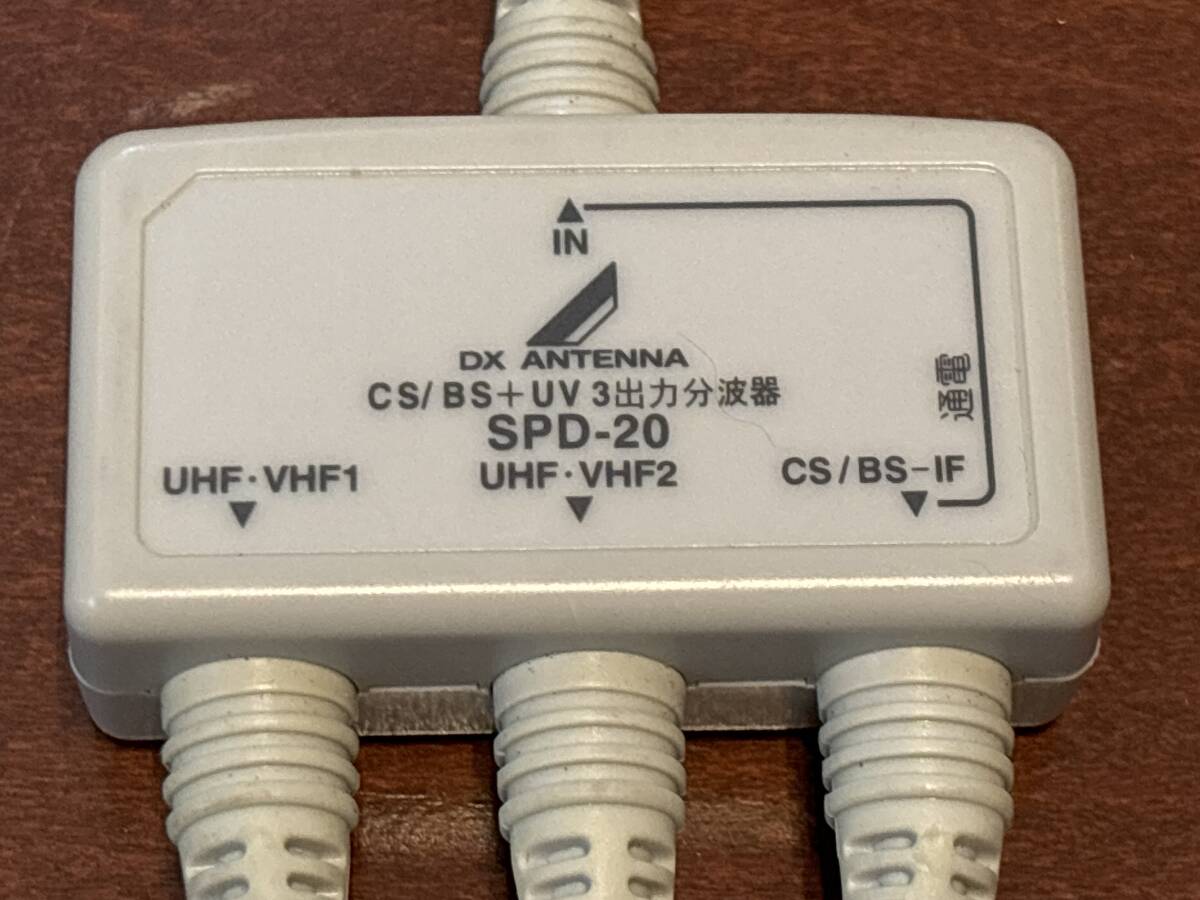 IN
DX ANTENNA
CS/BS+UV 3出力分波器
SPD-20
通電
UHF・VHF1
UHF・VHF2
CS/BS-IF